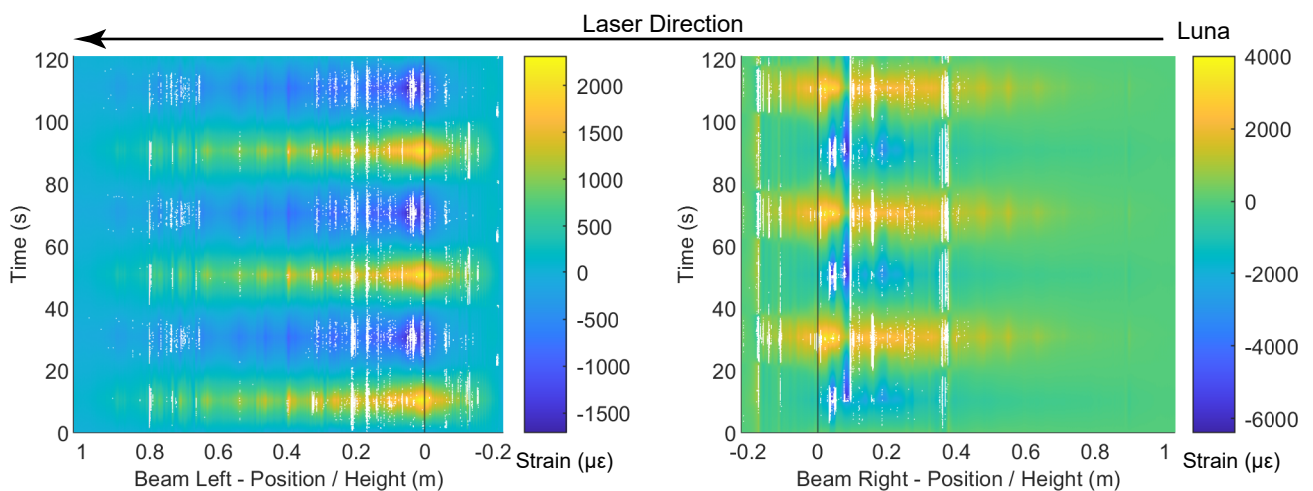 Laser Direction
Luna
120
100
80
60
40
20
0
Time (s)
1 0.8 0.6 0.4 0.2 0 -0.2
Beam Left - Position / Height (m)
2000
1500
1000
500
0
-500
-1000
-1500
Strain (με)
120
100
80
60
40
20
0
Time (s)
-0.2 0 0.2 0.4 0.6 0.8 1
Beam Right - Position / Height (m)
4000
2000
0
-2000
-4000
-6000
Strain (με)